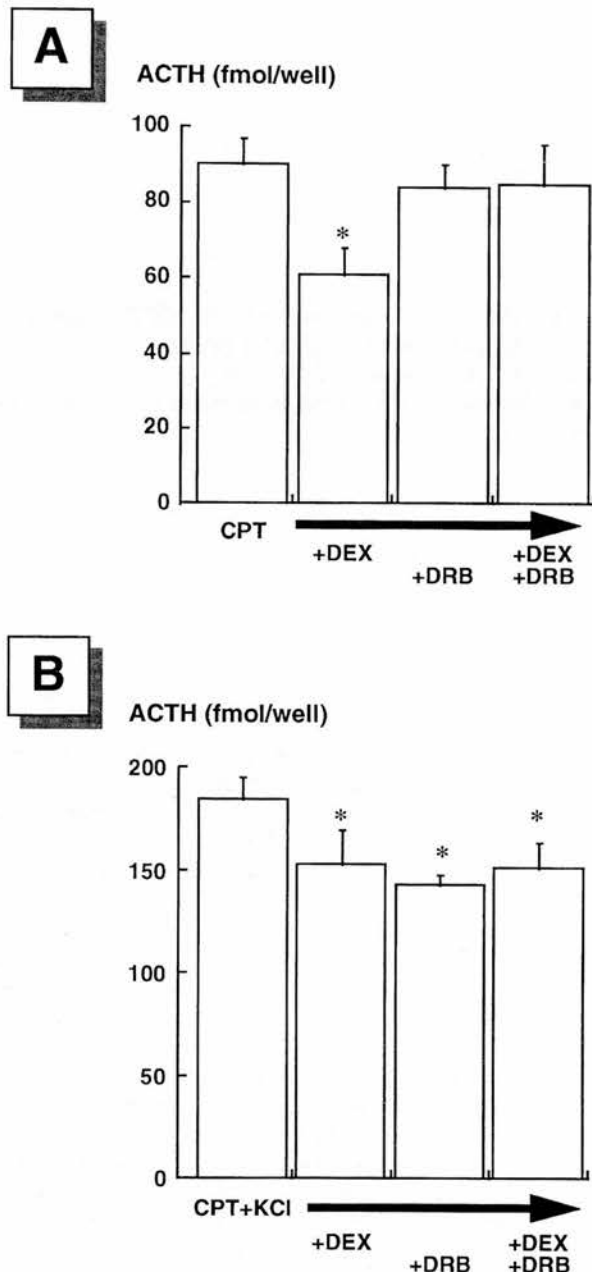 A
ACTH (fmol/well)
100
80
60
40
20
0
*
CPT
+DEX
+DRB
+DEX
+DRB
B
ACTH (fmol/well)
200
150
100
50
0
* * *
CPT+KCl
+DEX
+DRB
+DEX
+DRB